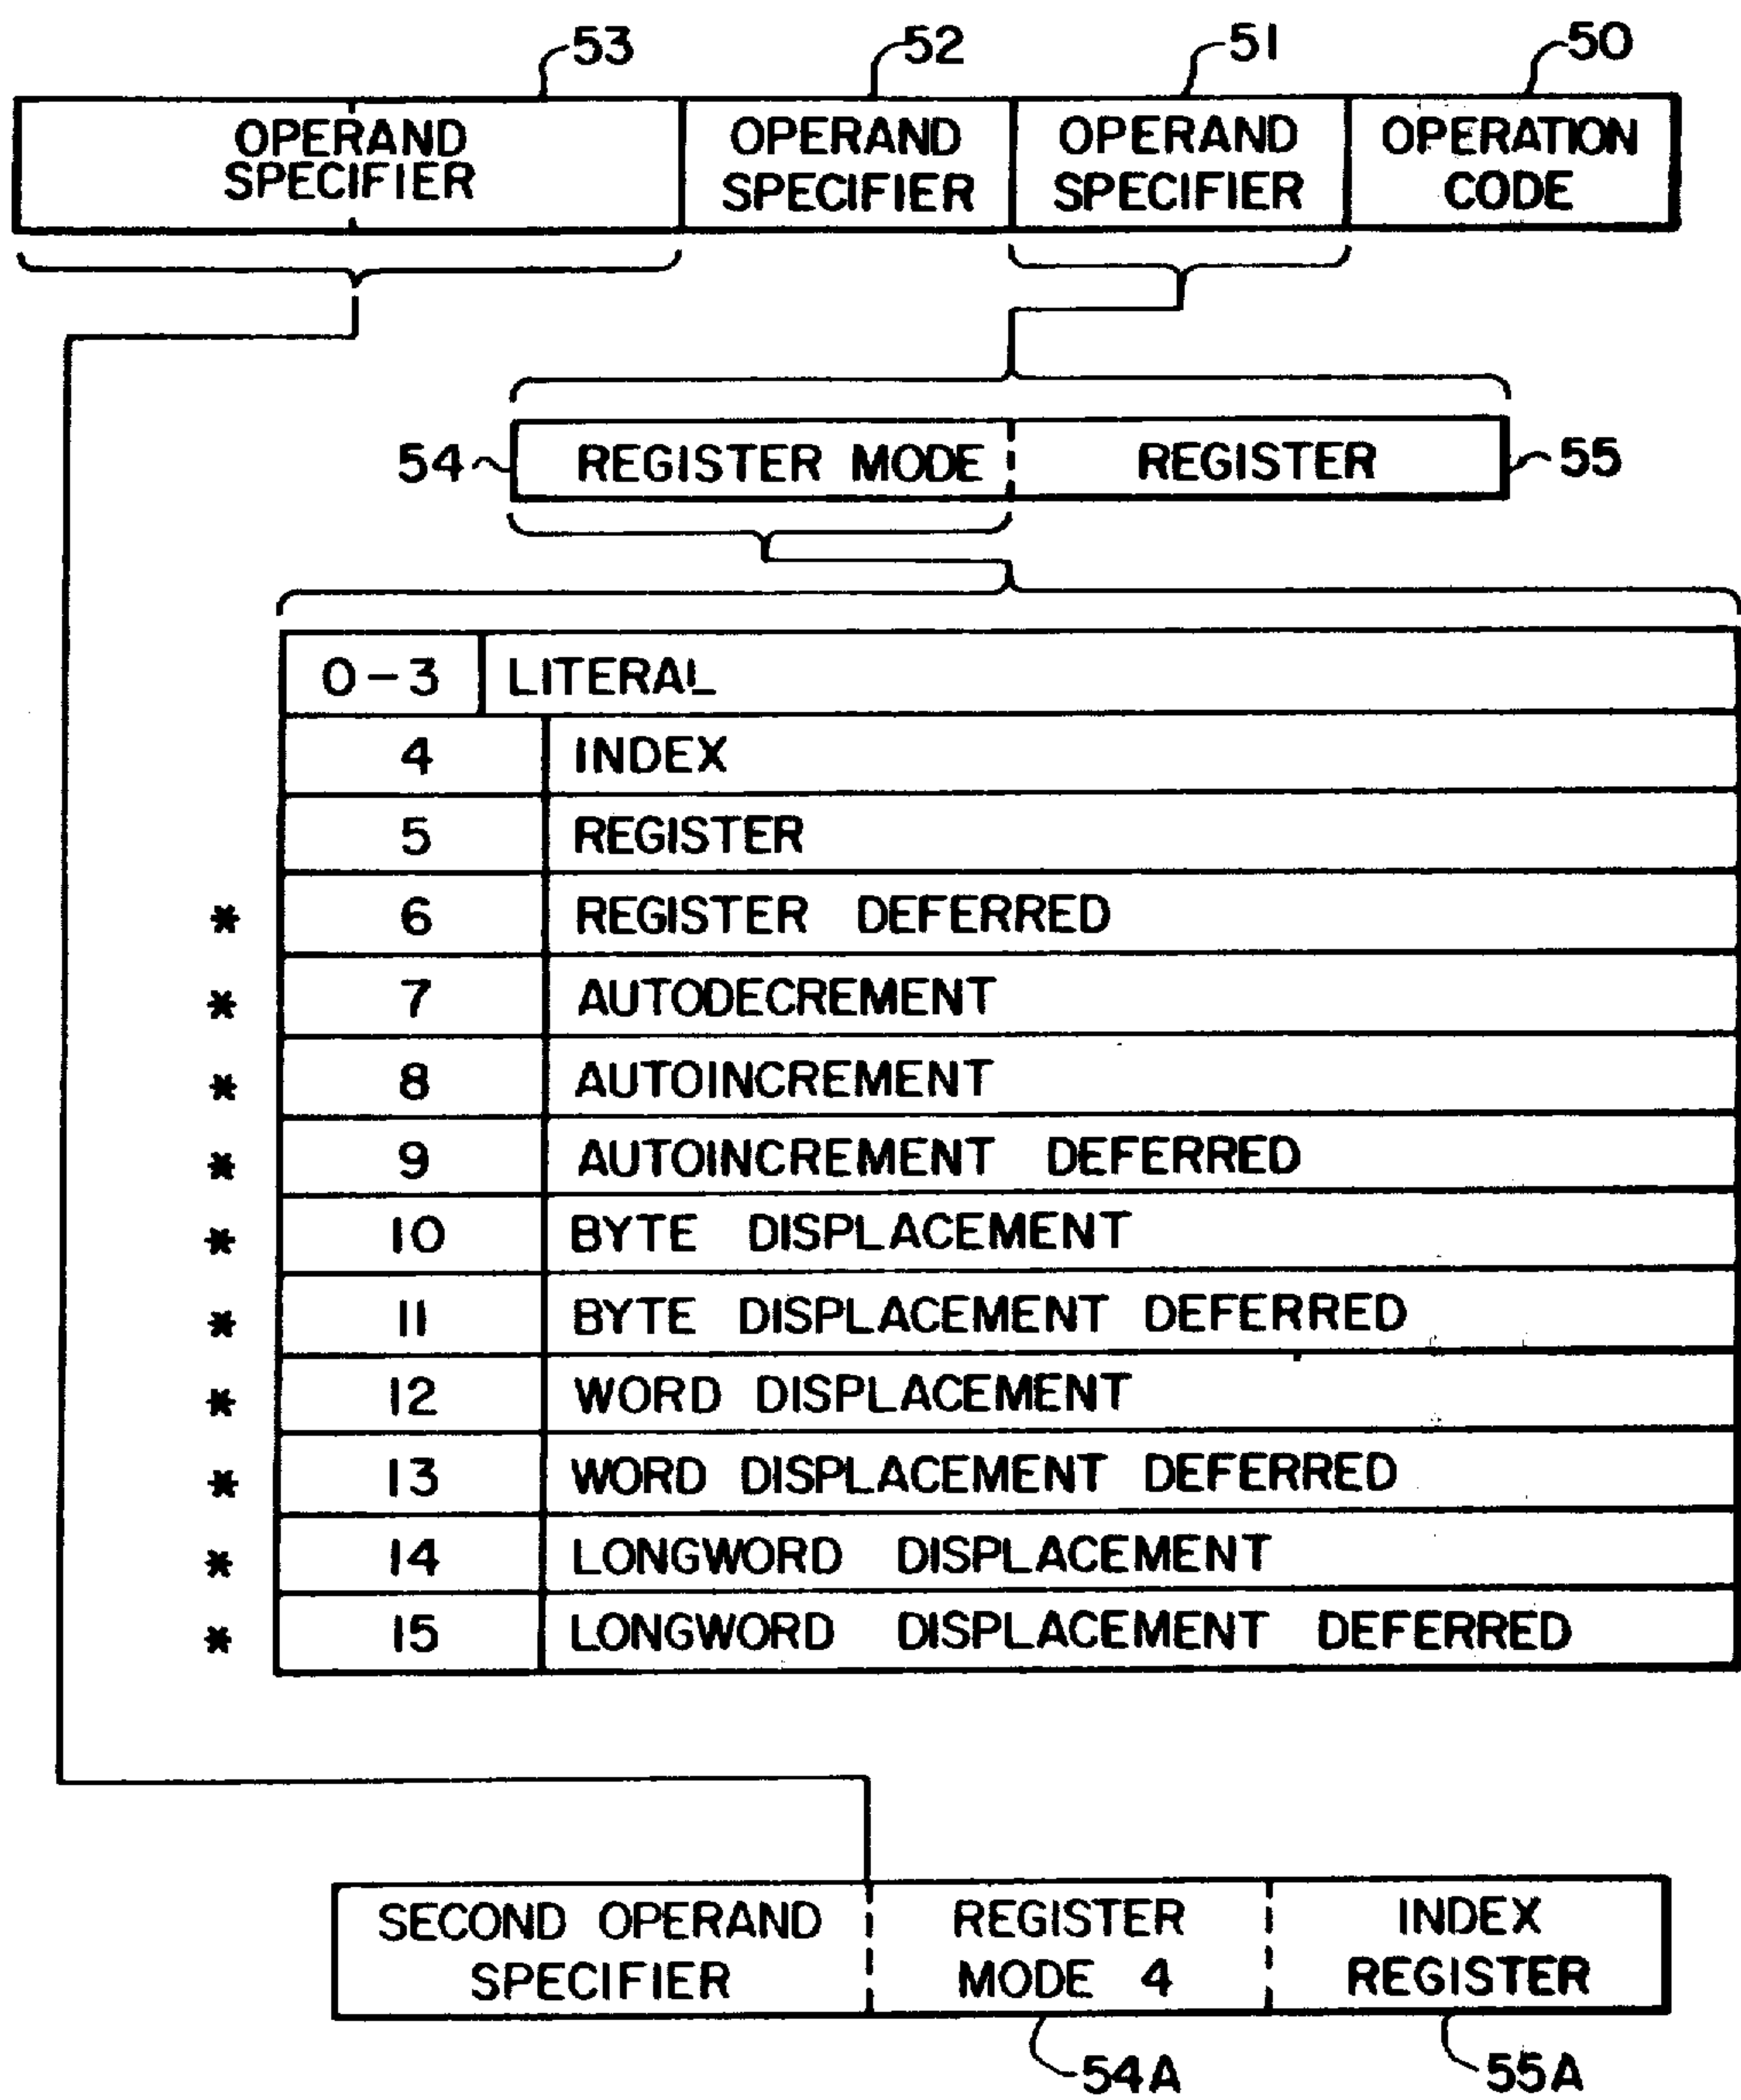 53 52 51 50
OPERAND SPECIFIER
OPERAND SPECIFIER
OPERAND SPECIFIER
OPERATION CODE
54 REGISTER MODE REGISTER 55
0-3 LITERAL
4 INDEX
5 REGISTER
* 6 REGISTER DEFERRED
* 7 AUTODECREMENT
* 8 AUTOINCREMENT
* 9 AUTOINCREMENT DEFERRED
* 10 BYTE DISPLACEMENT
* 11 BYTE DISPLACEMENT DEFERRED
* 12 WORD DISPLACEMENT
* 13 WORD DISPLACEMENT DEFERRED
* 14 LONGWORD DISPLACEMENT
* 15 LONGWORD DISPLACEMENT DEFERRED
SECOND OPERAND
SPECIFIER
REGISTER
MODE 4
INDEX
REGISTER
54A 55A